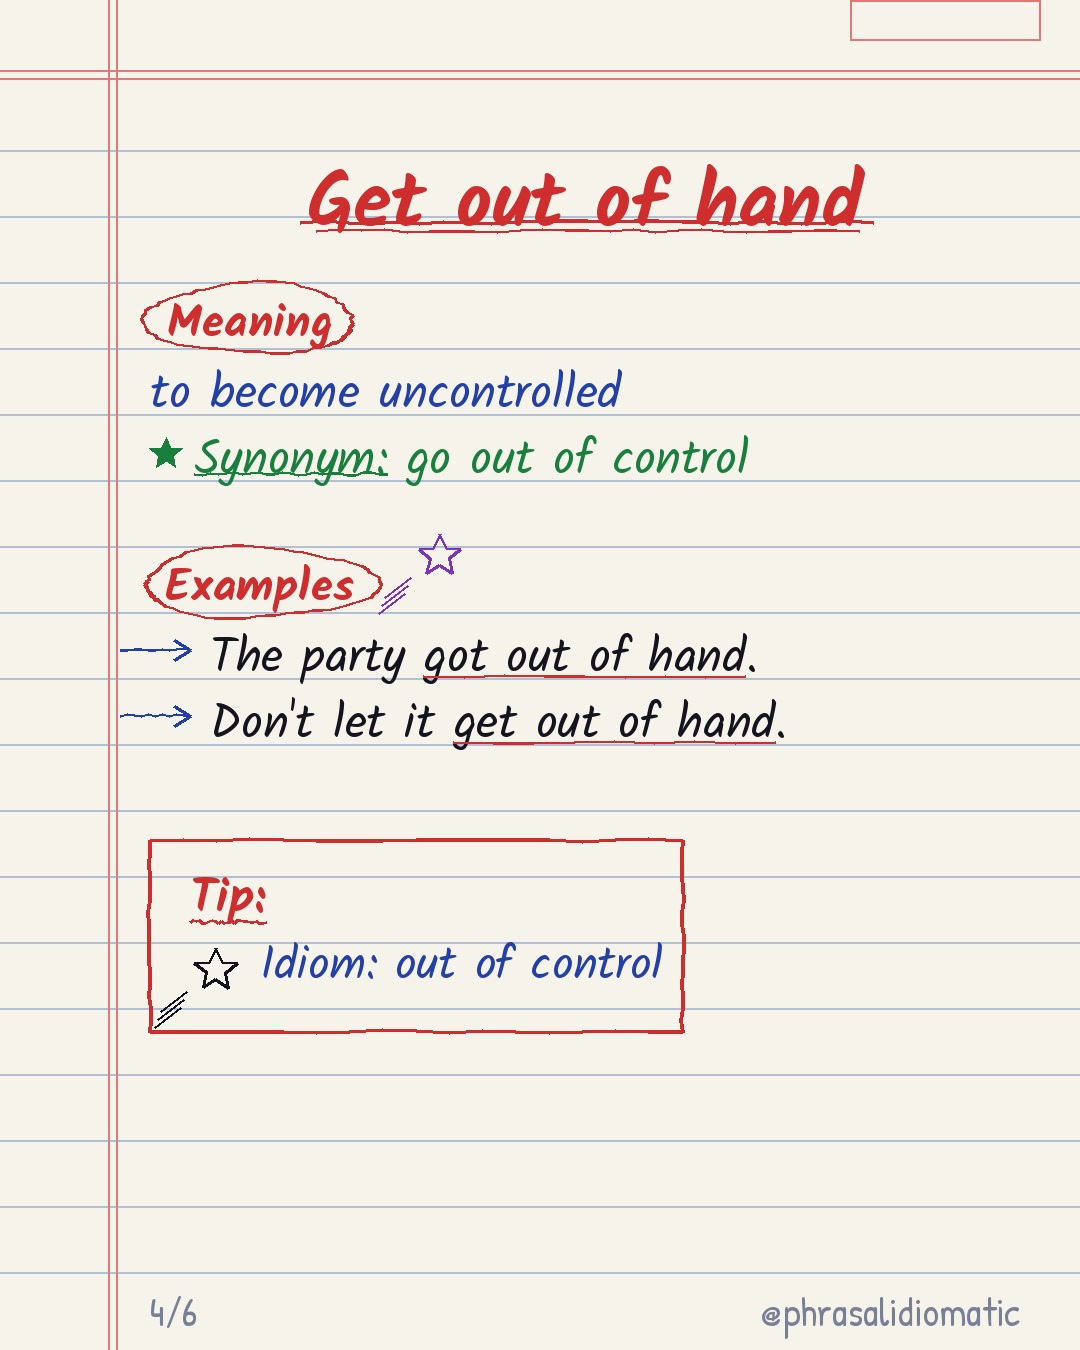 Get out of hand
Meaning
to become uncontrolled
Synonym: go out of control
Examples
The party got out of hand.
Don't let it get out of hand.
Tip:
Idiom: out of control
4/6
@phrasalidiomatic